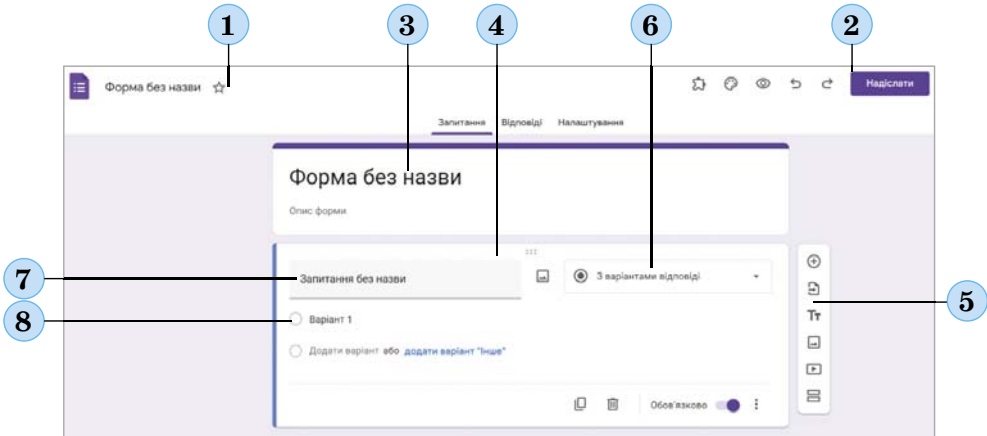 1 3 4 6 2
Форма без назви
Надіслати
Запитання Відповіді Налаштування
Форма без назви
Опис форми
7 Запитання без назви З варіантами відповіді
5
Тт
8 Варіант 1
Додати варіант або додати варіант "Інше"
Обов'язково